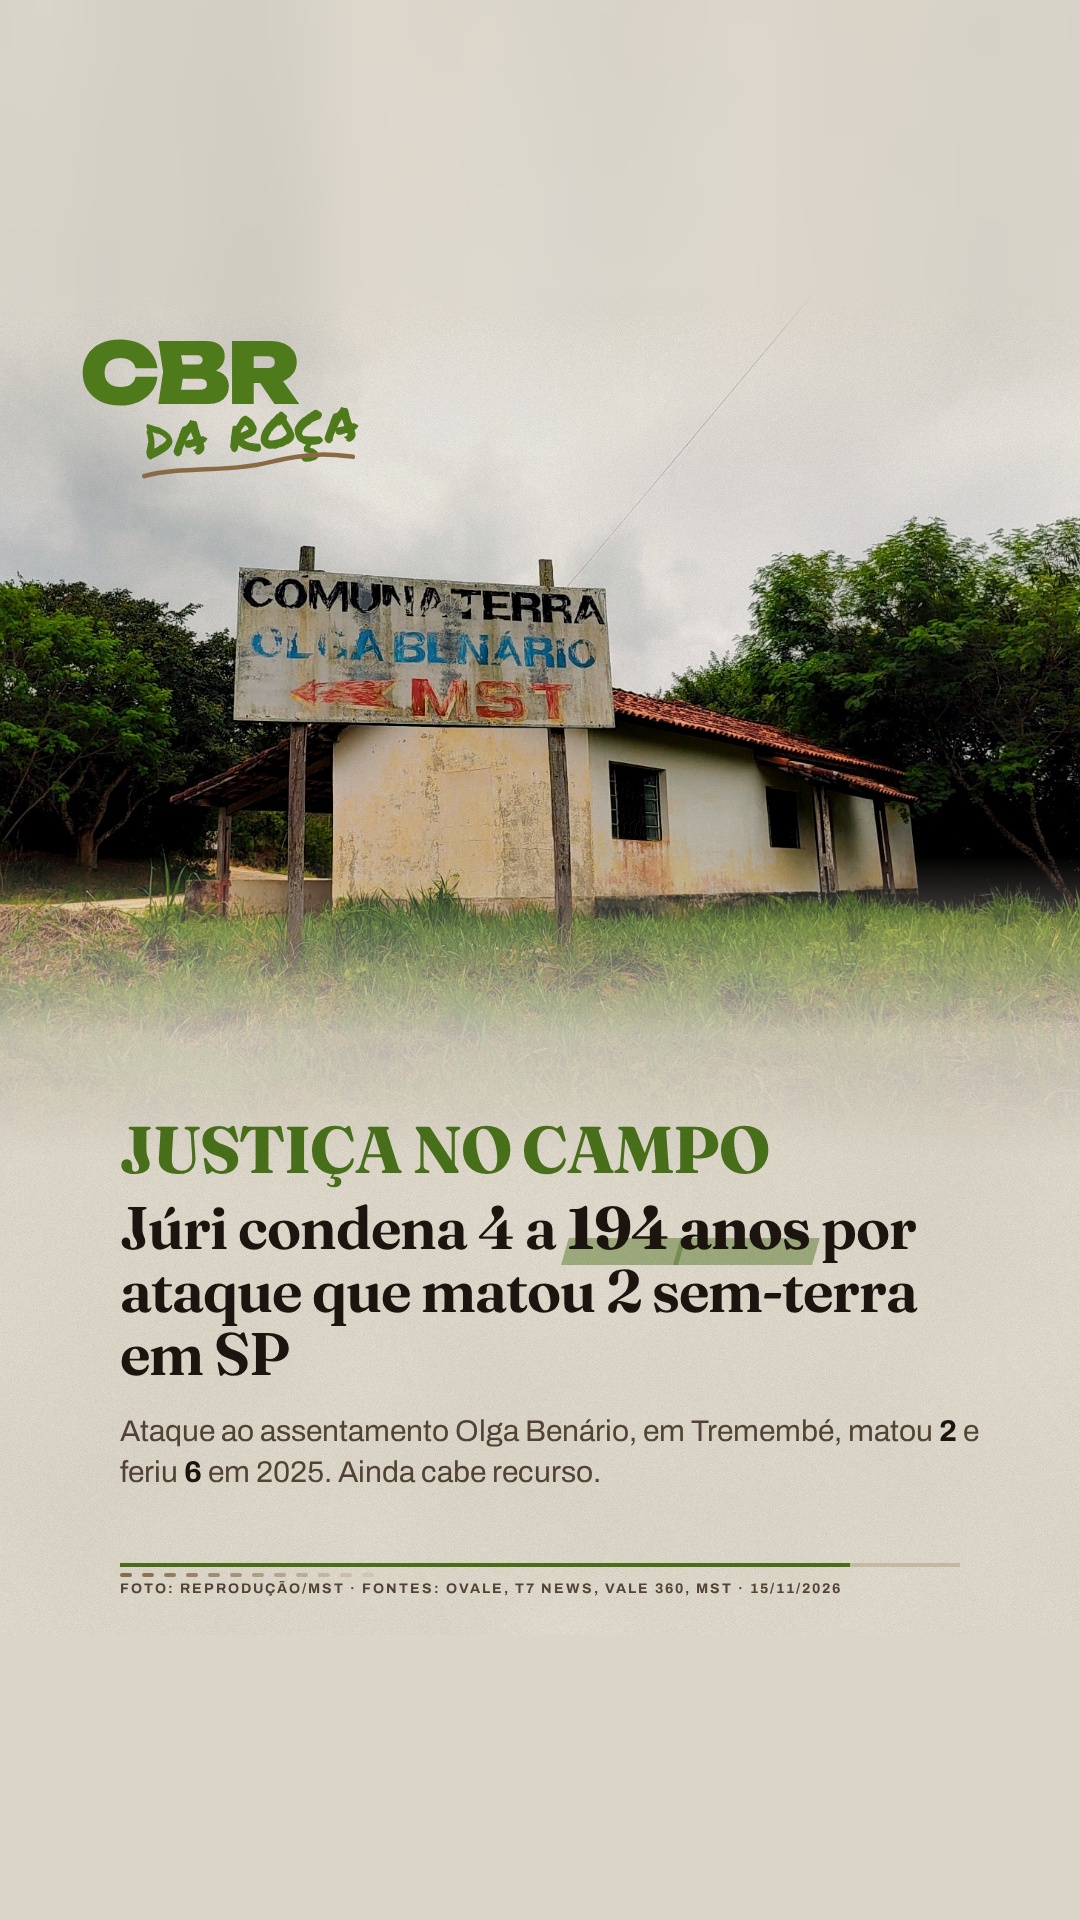 CBR
DA ROÇA
COMUNA TERRA
OLGA BENÁRIO
MST
JUSTIÇA NO CAMPO
Júri condena 4 a 194 anos por
ataque que matou 2 sem-terra
em SP
Ataque ao assentamento Olga Benário, em Tremembé, matou 2 e
feriu 6 em 2025. Ainda cabe recurso.
FOTO: REPRODUÇÃO/MST · FONTES: OVALE, T7 NEWS, VALE 360, MST · 15/11/2026